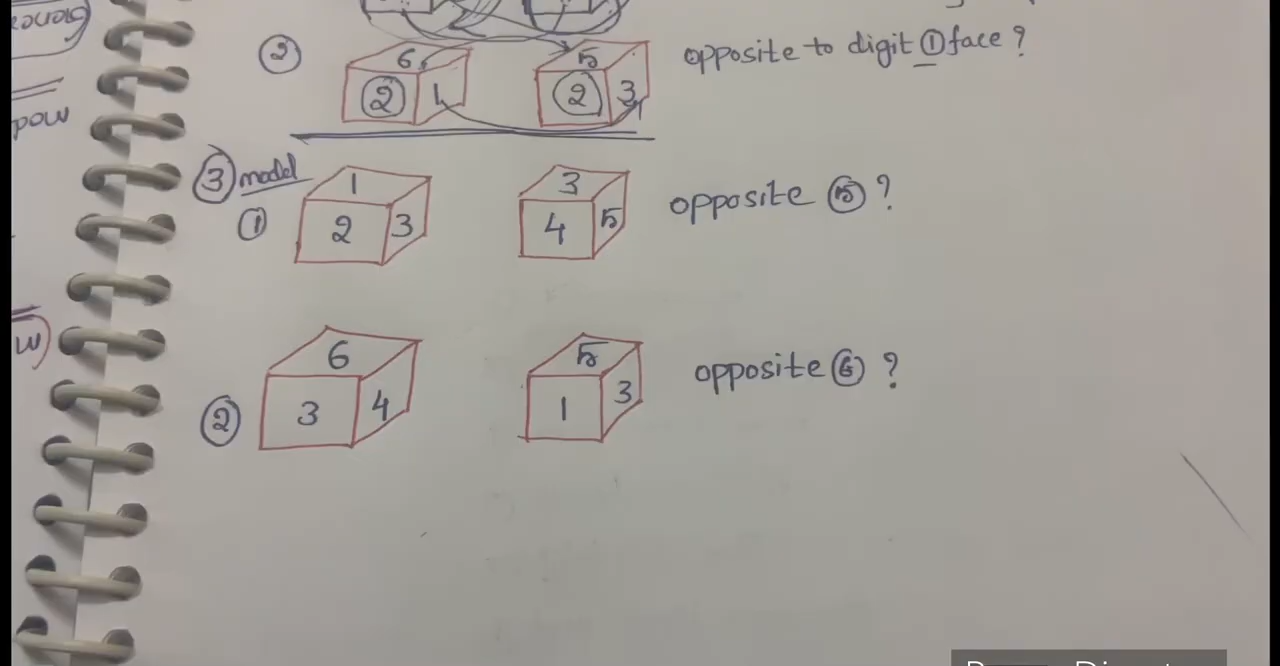 ② 6 5 opposite to digit ① face ?
2 1 2 3
③ model 1 3 opposite ⑤ ?
① 2 3 4 5
6 5 opposite ⑥ ?
② 3 4 1 3